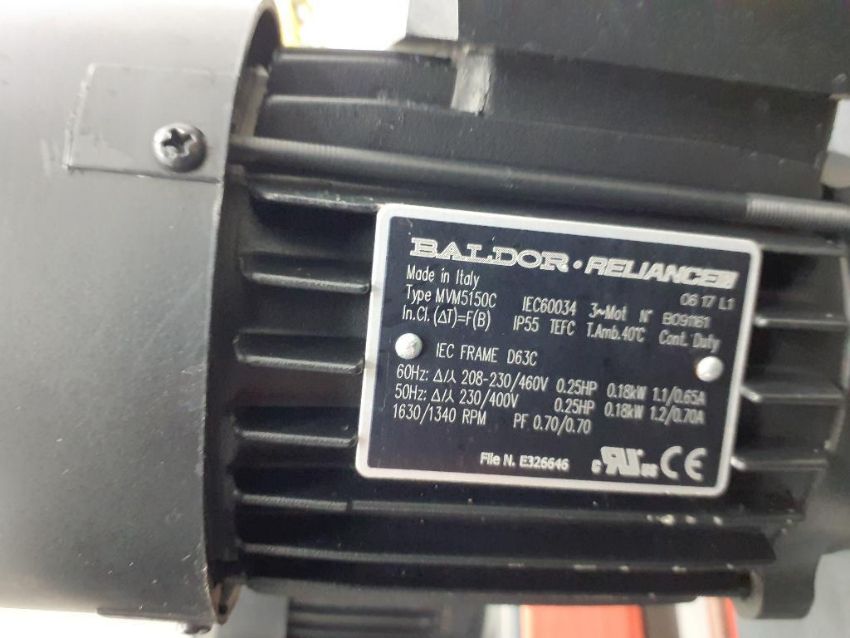 BALDOR • RELIANCE
Made in Italy 06 17 L1
Type MVM5150C IEC60034 3~Mot N° B09161
In.Cl. (ΔT)=F(B) IP55 TEFC T.Amb.40°C Cont. Duty
IEC FRAME D63C
60Hz: Δ/⅄ 208-230/460V 0.25HP 0.18kW 1.1/0.65A
50Hz: Δ/⅄ 230/400V 0.25HP 0.18kW 1.2/0.70A
1630/1340 RPM PF 0.70/0.70
File N. E326646 c RU us CE